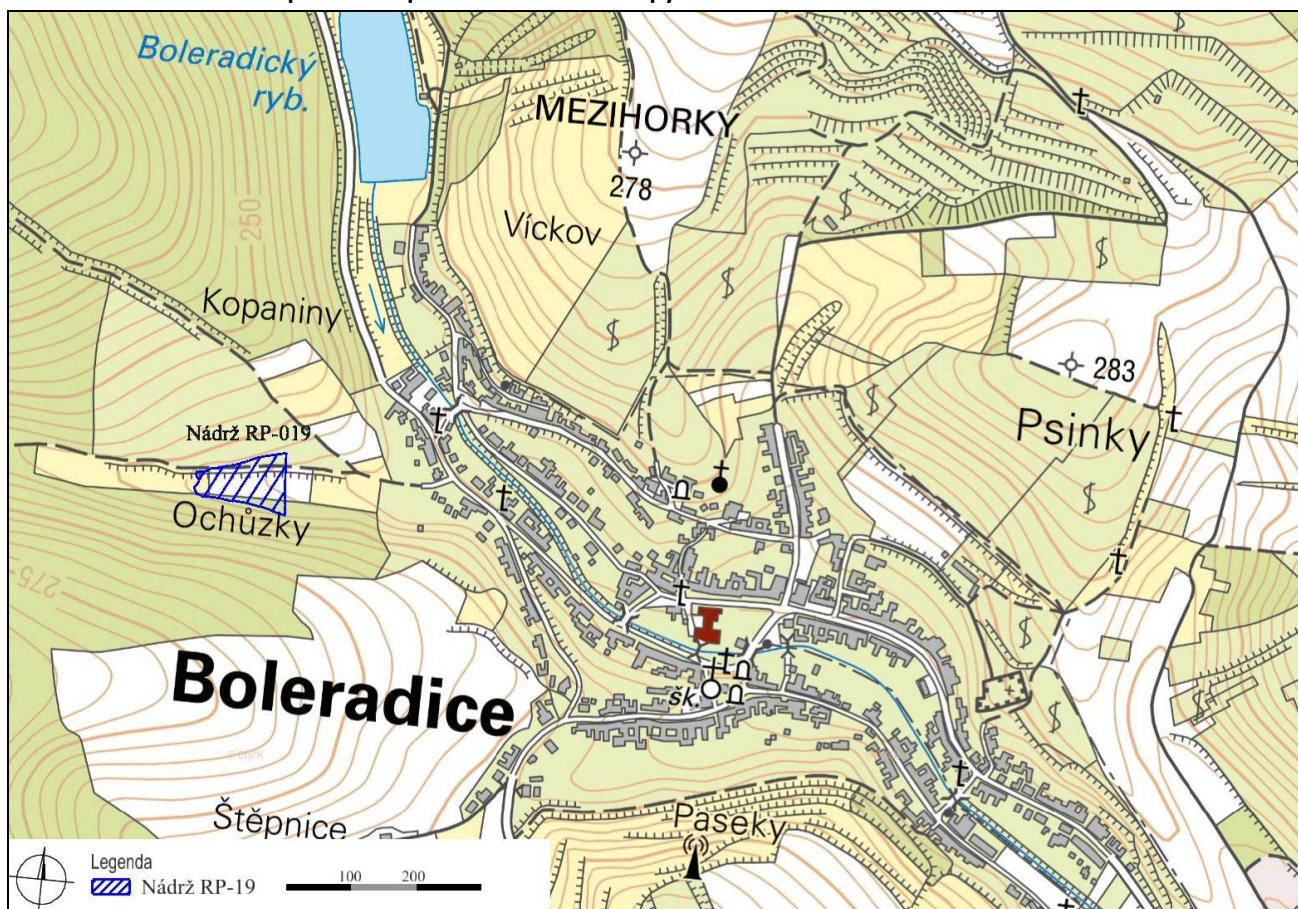 Boleradický
ryb.
MEZIHORKY
278
Víckov
250
Kopaniny
283
Psinky
Nádrž RP-019
Ochůzky
275
Boleradice
šk.
Štěpnice
Paseky
Legenda
Nádrž RP-19
100 200